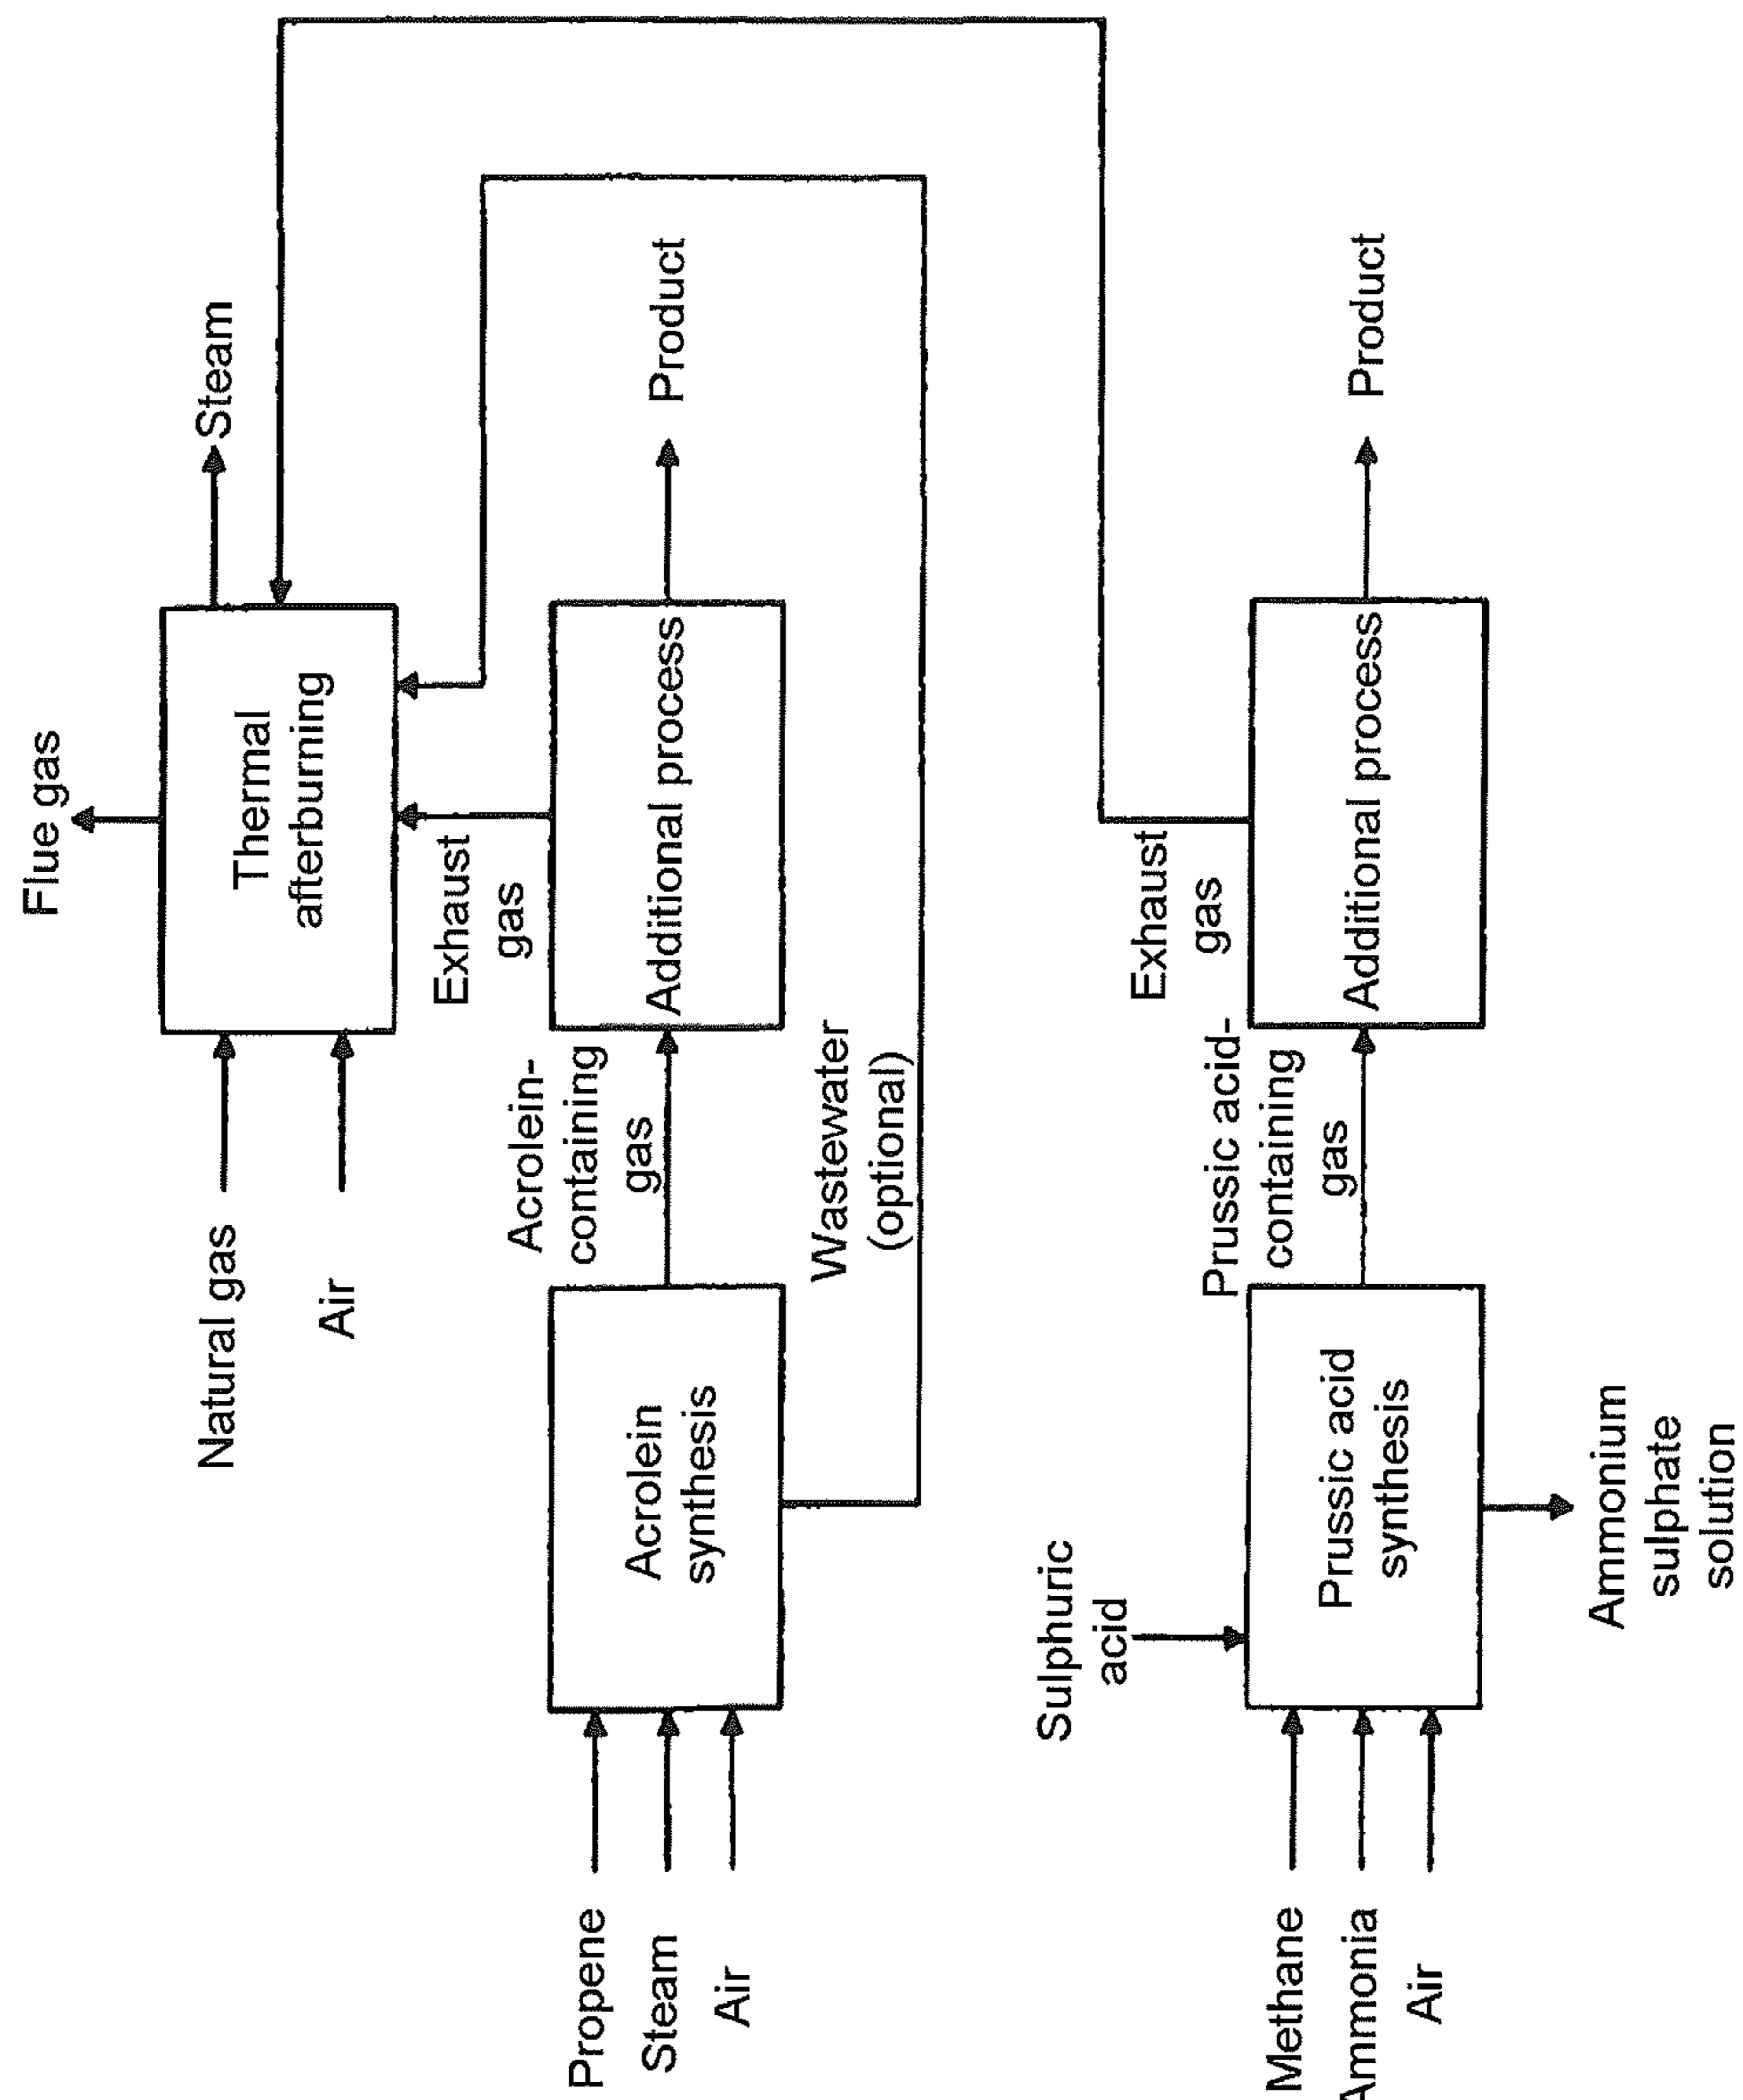 Flue gas
Natural gas
Air
Thermal
afterburning
Steam
Exhaust
gas
Propene
Steam
Air
Acrolein
synthesis
Acrolein-
containing
gas
Additional process
Product
Wastewater
(optional)
Sulphuric
acid
Exhaust
gas
Methane
Ammonia
Air
Prussic acid
synthesis
Prussic acid-
containing
gas
Additional process
Product
Ammonium
sulphate
solution